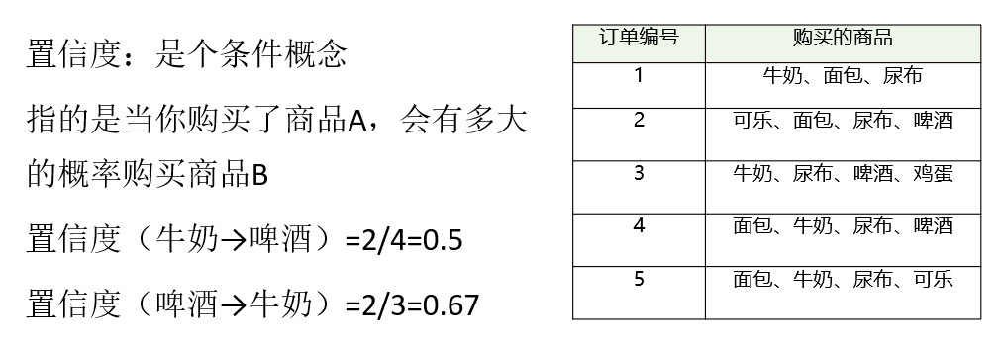 置信度：是个条件概念
指的是当你购买了商品A，会有多大
的概率购买商品B
置信度（牛奶→啤酒）=2/4=0.5
置信度（啤酒→牛奶）=2/3=0.67
订单编号 购买的商品
1 牛奶、面包、尿布
2 可乐、面包、尿布、啤酒
3 牛奶、尿布、啤酒、鸡蛋
4 面包、牛奶、尿布、啤酒
5 面包、牛奶、尿布、可乐